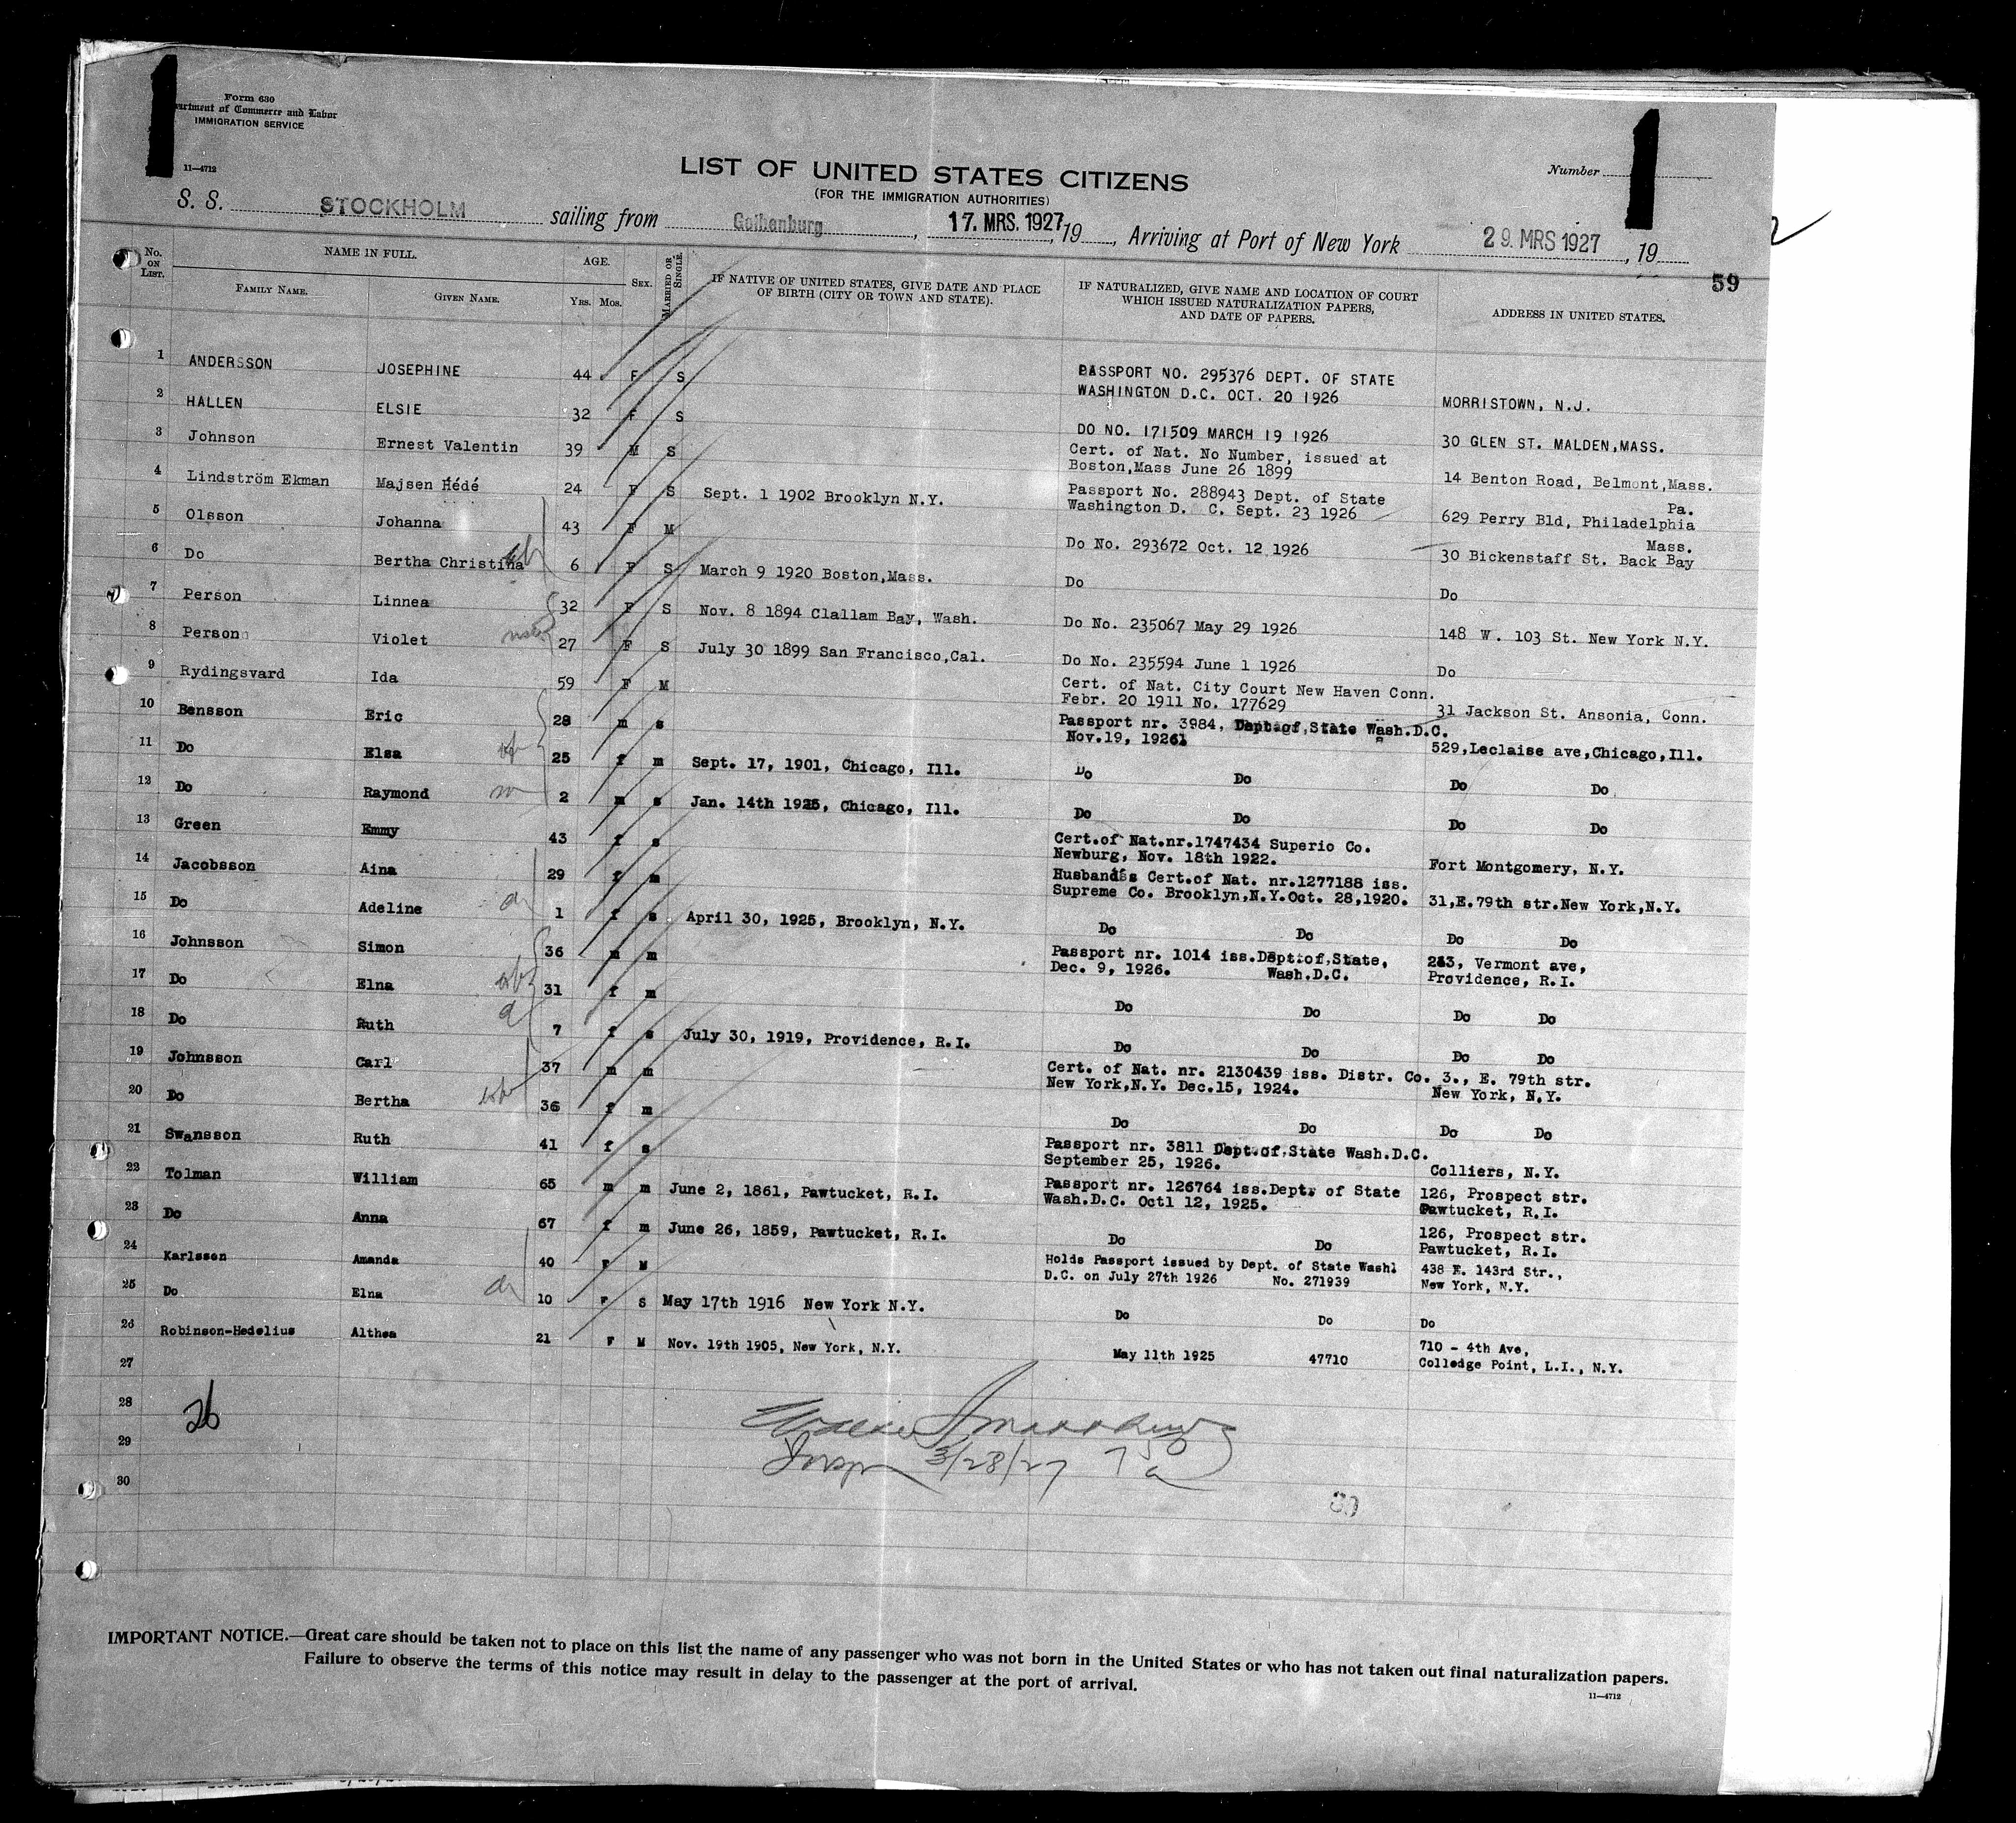 Form 630
artment of Commerce and Labor
IMMIGRATION SERVICE
11—4712
1
1
LIST OF UNITED STATES CITIZENS
(FOR THE IMMIGRATION AUTHORITIES)
Number
S. S. STOCKHOLM sailing from Gothenburg, 17. MRS. 1927, 19, Arriving at Port of New York 29. MRS 1927, 19
59
No. ON LIST.
NAME IN FULL.
FAMILY NAME.
GIVEN NAME.
AGE.
YRS. MOS.
SEX.
MARRIED OR SINGLE.
IF NATIVE OF UNITED STATES, GIVE DATE AND PLACE
OF BIRTH (CITY OR TOWN AND STATE).
IF NATURALIZED, GIVE NAME AND LOCATION OF COURT
WHICH ISSUED NATURALIZATION PAPERS,
AND DATE OF PAPERS.
ADDRESS IN UNITED STATES.
1 ANDERSSON JOSEPHINE 44 F S PASSPORT NO. 295376 DEPT. OF STATE
WASHINGTON D.C. OCT. 20 1926 MORRISTOWN, N.J.
2 HALLEN ELSIE 32 F S DO NO. 171509 MARCH 19 1926 30 GLEN ST. MALDEN,MASS.
3 Johnson Ernest Valentin 39 M S Cert. of Nat. No Number, issued at
Boston,Mass June 26 1899 14 Benton Road, Belmont,Mass.
4 Lindström Ekman Majsen Hédé 24 F S Sept. 1 1902 Brooklyn N.Y. Passport No. 288943 Dept. of State Pa.
Washington D. C. Sept. 23 1926 629 Perry Bld, Philadelphia
5 Olsson Johanna 43 F M Do No. 293672 Oct. 12 1926 Mass.
30 Bickenstaff St. Back Bay
6 Do Bertha Christina 6 F S March 9 1920 Boston,Mass. Do Do
7 Person Linnea 32 F S Nov. 8 1894 Clallam Bay, Wash. Do No. 235067 May 29 1926 148 W. 103 St. New York N.Y.
8 Person Violet 27 F S July 30 1899 San Francisco,Cal. Do No. 235594 June 1 1926 Do
9 Rydingsvard Ida 59 F M Cert. of Nat. City Court New Haven Conn.
Febr. 20 1911 No. 177629 31 Jackson St. Ansonia, Conn.
10 Bensson Eric 28 m s Passport nr. 3984, Dept.of,State Wash.D.C.
Nov.19, 1926 529,Leclaise ave,Chicago,Ill.
11 Do Elsa 25 f m Sept. 17, 1901, Chicago, Ill. Do Do Do Do
12 Do Raymond 2 m s Jan. 14th 1925, Chicago, Ill. Do Do Do Do
13 Green Emmy 43 f s Cert.of Nat.nr.1747434 Superio Co.
Newburg, Nov. 18th 1922. Fort Montgomery, N.Y.
14 Jacobsson Aina 29 f m Husbands Cert.of Nat. nr.1277188 iss.
Supreme Co. Brooklyn,N.Y.Oct. 28,1920. 31,E.79th str.New York,N.Y.
15 Do Adeline 1 f s April 30, 1925, Brooklyn, N.Y. Do Do Do Do
16 Johnsson Simon 36 m m Passport nr. 1014 iss.Dept.of,State, Vermont ave,
Dec. 9, 1926. Wash.D.C. Providence, R.I.
17 Do Elna 31 f m Do Do Do Do
18 Do Ruth 7 f s July 30, 1919, Providence, R.I. Do Do Do Do
19 Johnsson Carl 37 m m Cert. of Nat. nr. 2130439 iss. Distr. Co. 3., E. 79th str.
New York,N.Y. Dec.15, 1924. New York, N.Y.
20 Do Bertha 36 f m Do Do Do Do
21 Swansson Ruth 41 f s Passport nr. 3811 Dept.of,State Wash.D.C.
September 25, 1926. Colliers, N.Y.
22 Tolman William 65 m m June 2, 1861, Pawtucket, R.I. Passport nr. 126764 iss.Dept. of State 126, Prospect str.
Wash.D.C. Octl 12, 1925. Pawtucket, R.I.
23 Do Anna 67 f m June 26, 1859, Pawtucket, R.I. Do Do 126, Prospect str.
Pawtucket, R.I.
24 Karlsson Amanda 40 F M Holds Passport issued by Dept. of State Wash1 438 E. 143rd Str.,
D.C. on July 27th 1926 No. 271939 New York, N.Y.
25 Do Elna 10 F S May 17th 1916 New York N.Y. Do Do Do
26 Robinson-Hedelius Althea 21 F M Nov. 19th 1905, New York, N.Y. May 11th 1925 47710 710 - 4th Ave,
Colledge Point, L.I., N.Y.
27
28
29
30
26
Insp 3/28/27 750 a
IMPORTANT NOTICE.—Great care should be taken not to place on this list the name of any passenger who was not born in the United States or who has not taken out final naturalization papers.
Failure to observe the terms of this notice may result in delay to the passenger at the port of arrival.
11—4712